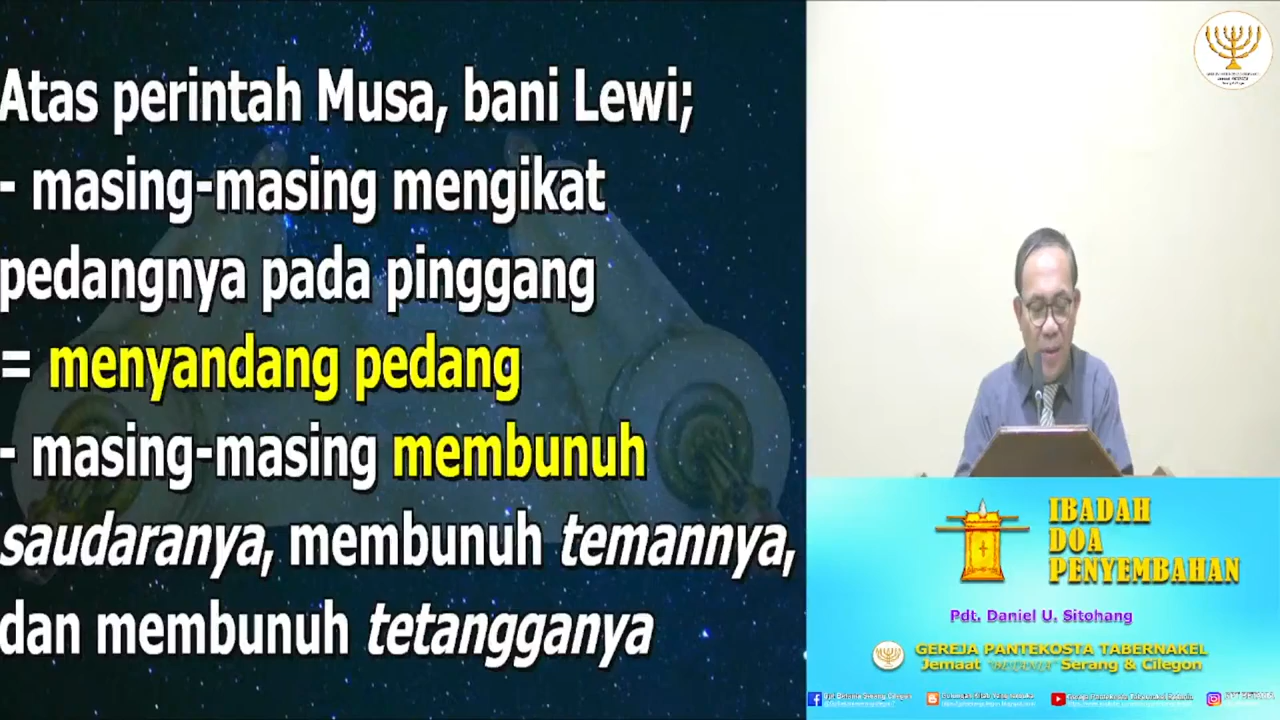 Atas perintah Musa, bani Lewi;
- masing-masing mengikat
pedangnya pada pinggang
= menyandang pedang
- masing-masing membunuh
saudaranya, membunuh temannya,
dan membunuh tetangganya
IBADAH
DOA
PENYEMBAHAN
Pdt. Daniel U. Sitohang
GEREJA PANTEKOSTA TABERNAKEL
Jemaat Serang & Cilegon